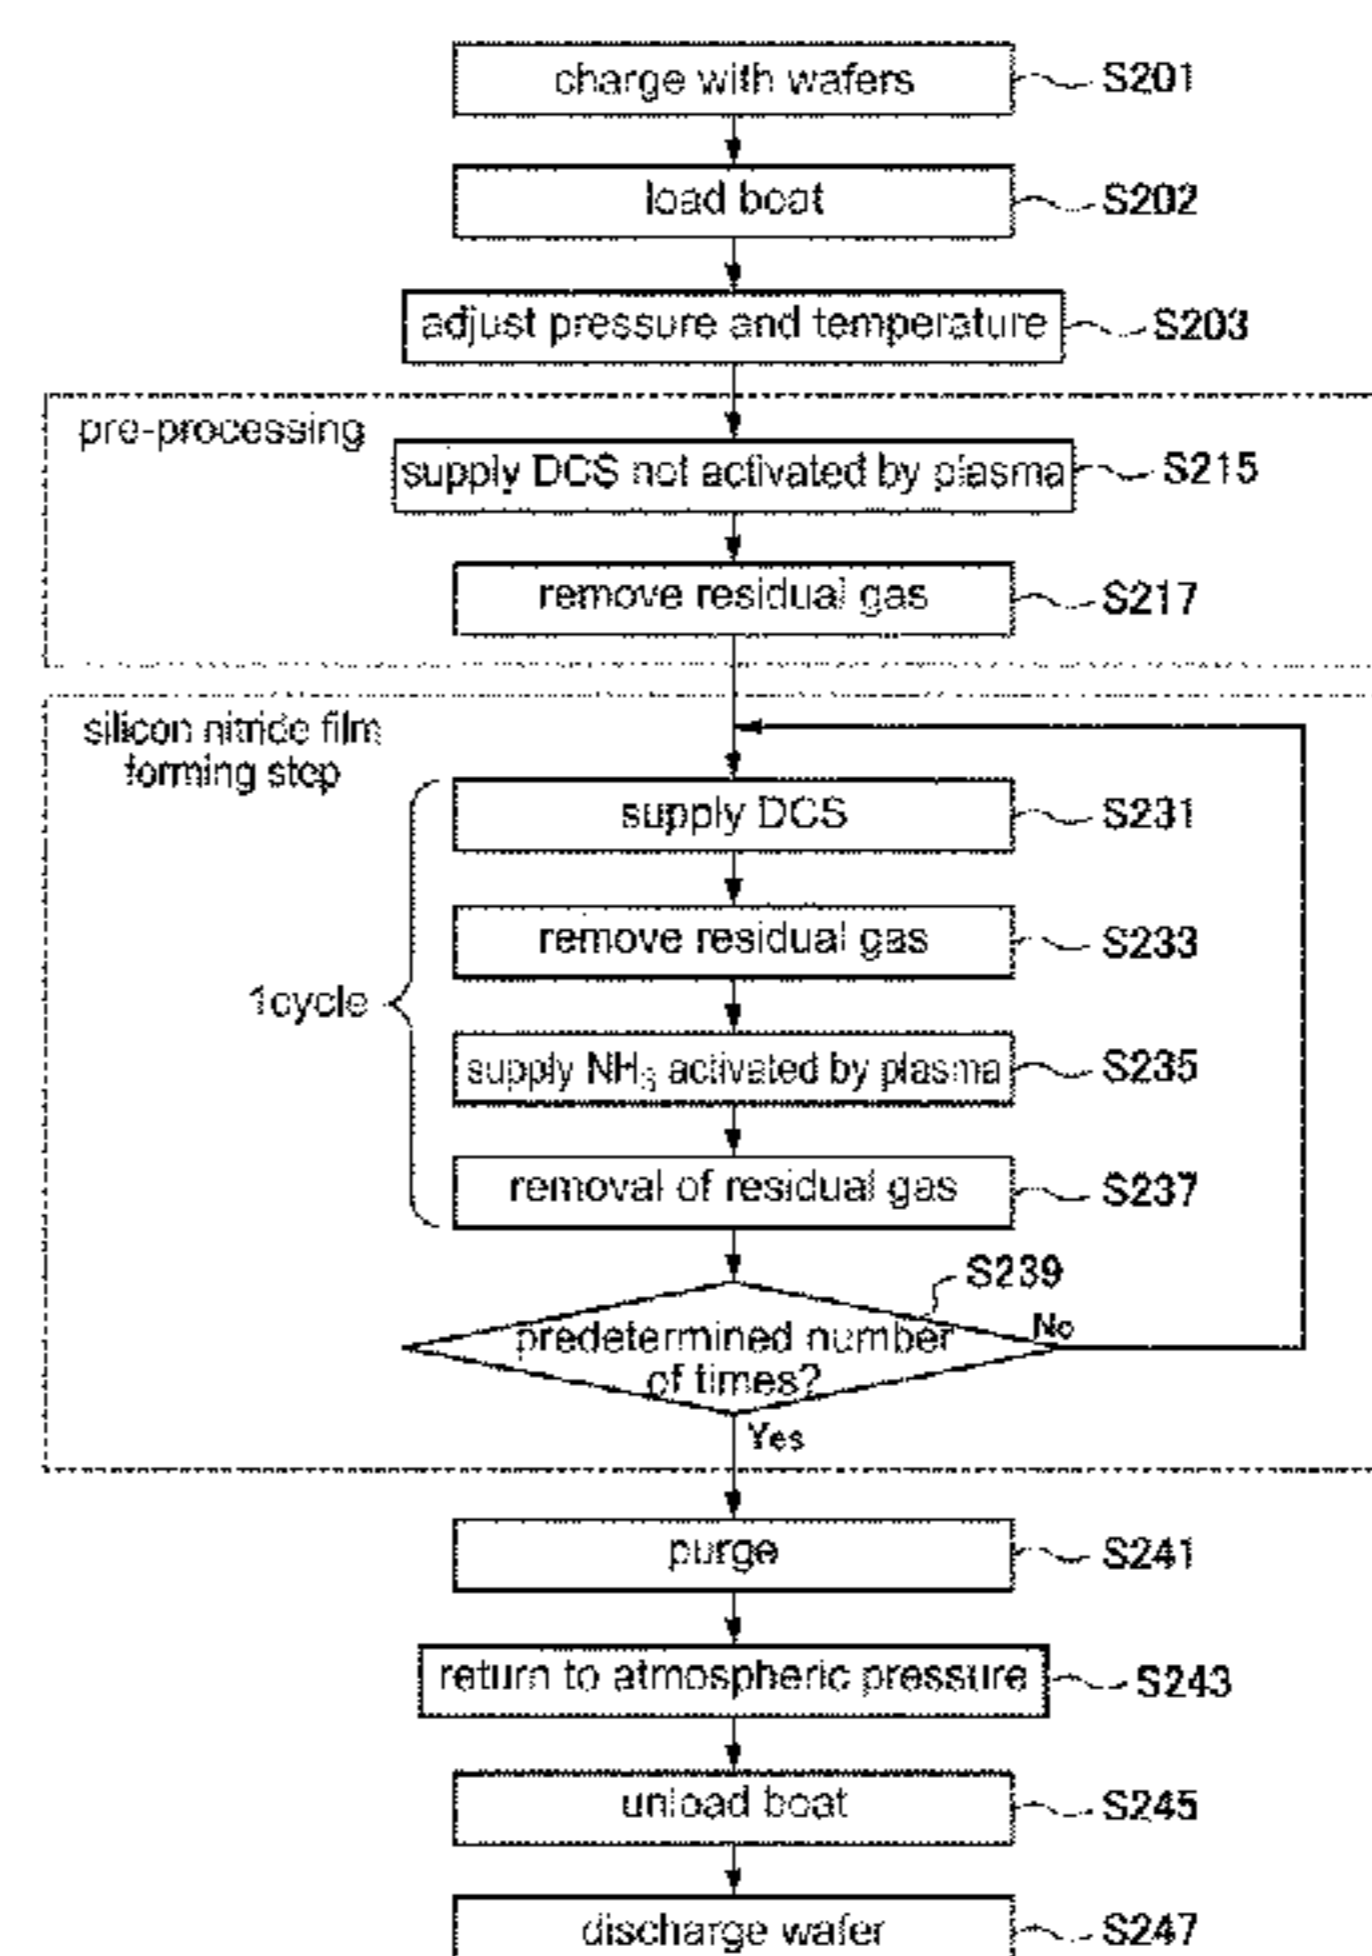 charge with wafers S201
load boat S202
adjust pressure and temperature S203
pre-processing
supply DCS not activated by plasma S215
remove residual gas S217
silicon nitride film
forming step
supply DCS S231
remove residual gas S233
1cycle
supply NH₃ activated by plasma S235
removal of residual gas S237
S239
predetermined number
of times?
No
Yes
purge S241
return to atmospheric pressure S243
unload boat S245
discharge wafer S247